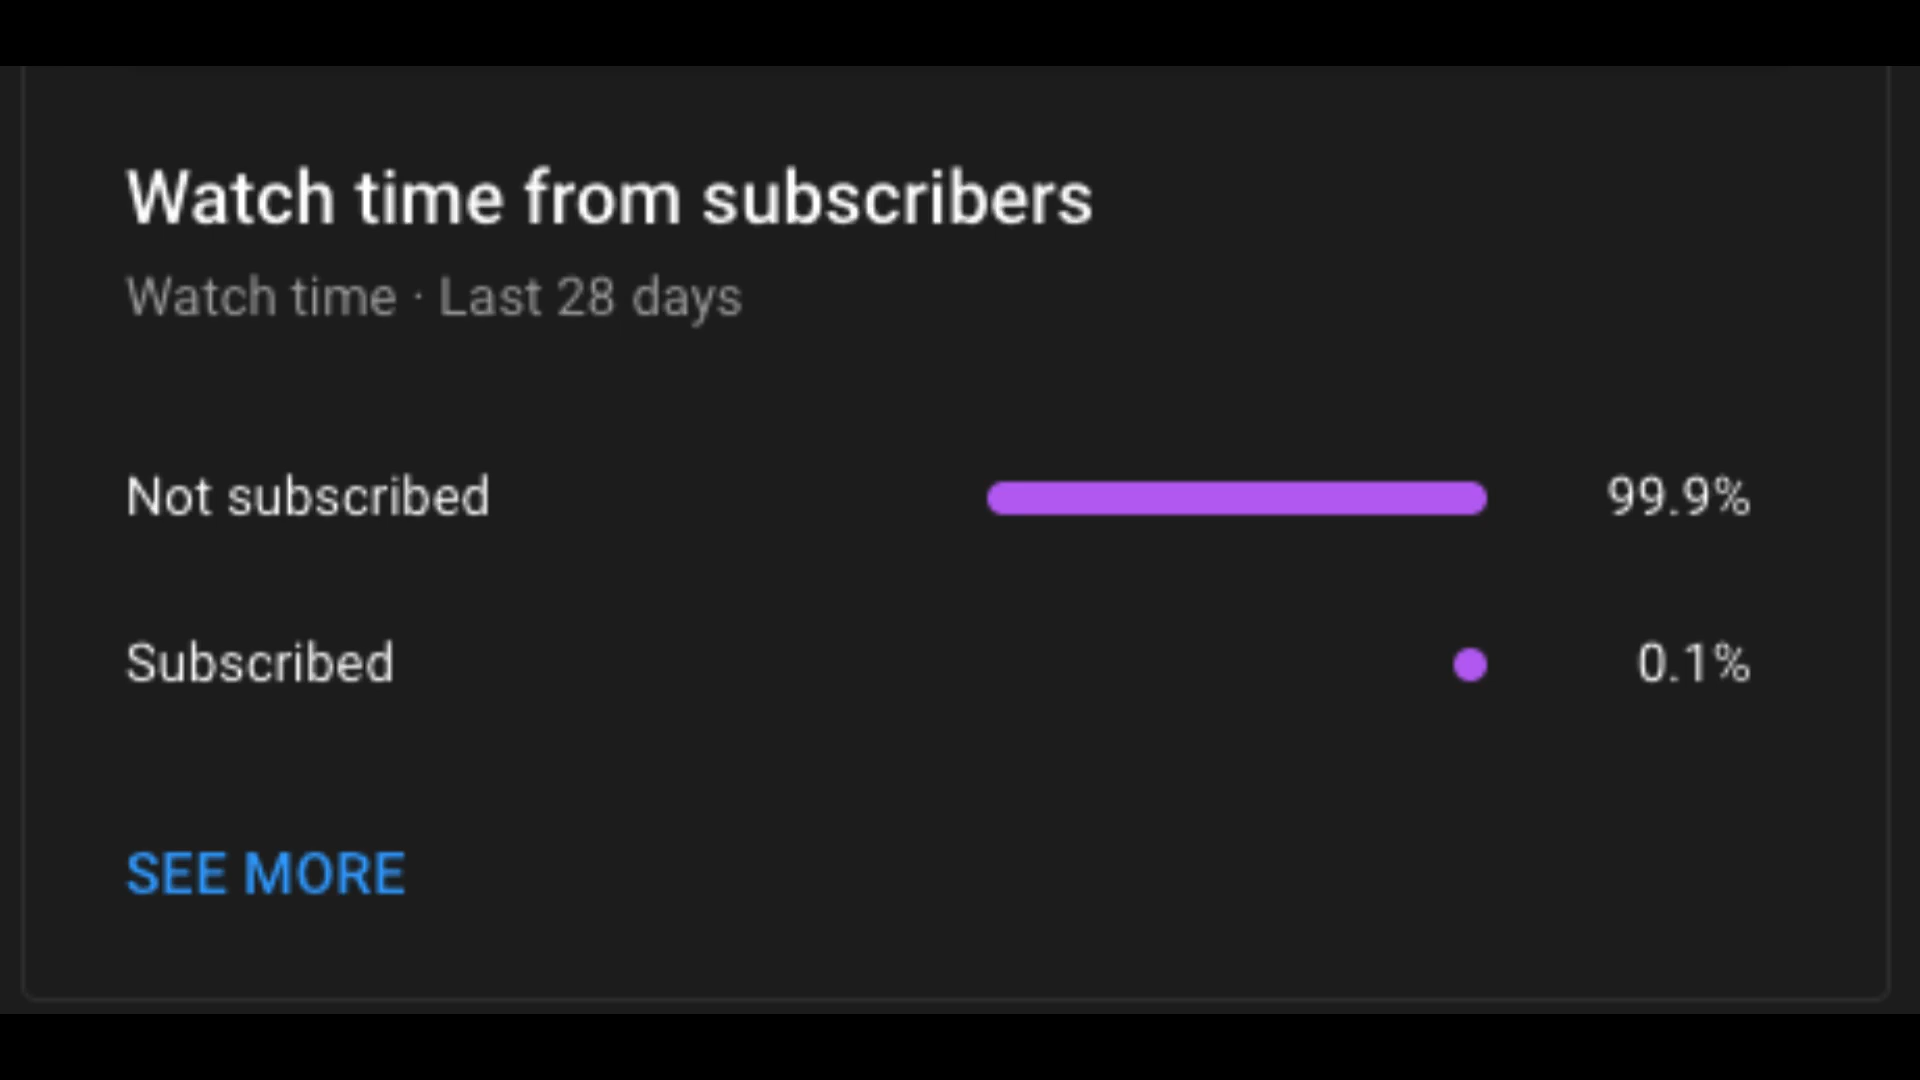 Watch time from subscribers
Watch time · Last 28 days
Not subscribed 99.9%
Subscribed 0.1%
SEE MORE